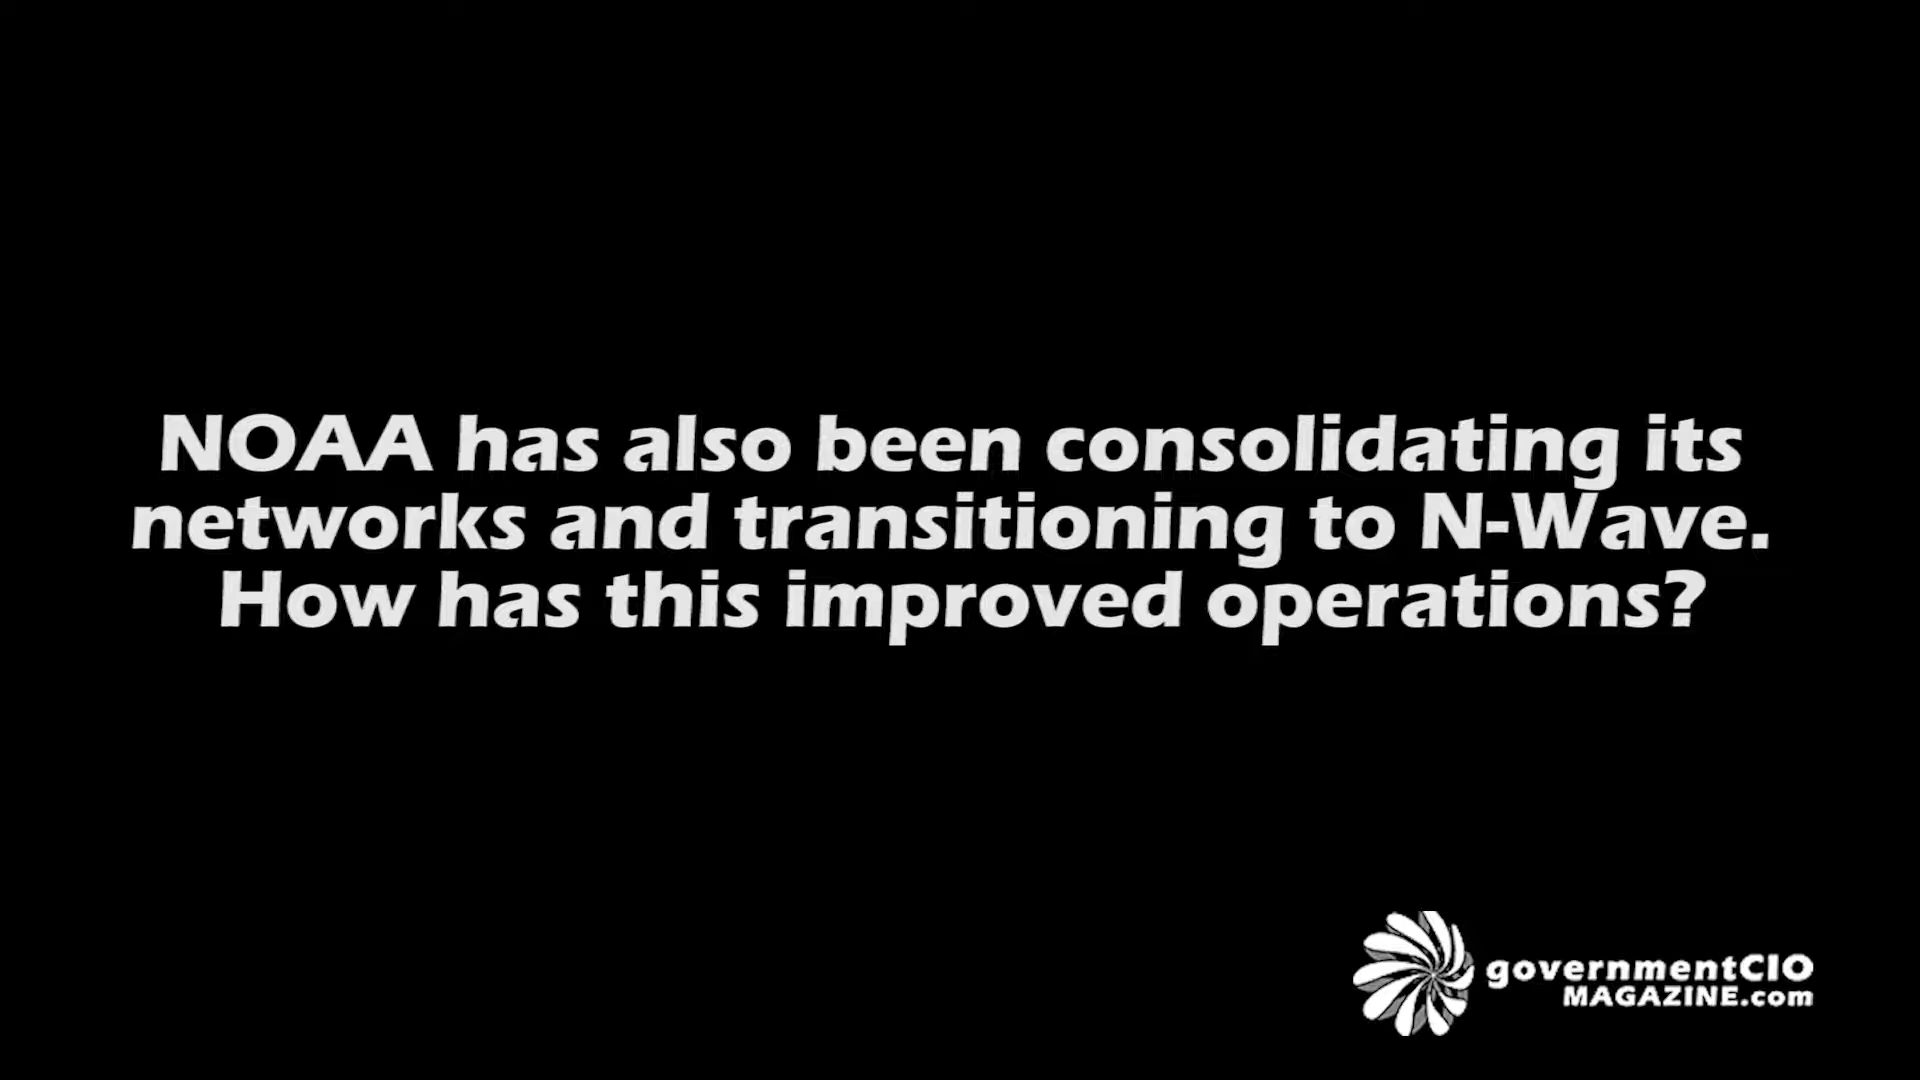 NOAA has also been consolidating its
networks and transitioning to N-Wave.
How has this improved operations?
governmentCIO
MAGAZINE.com